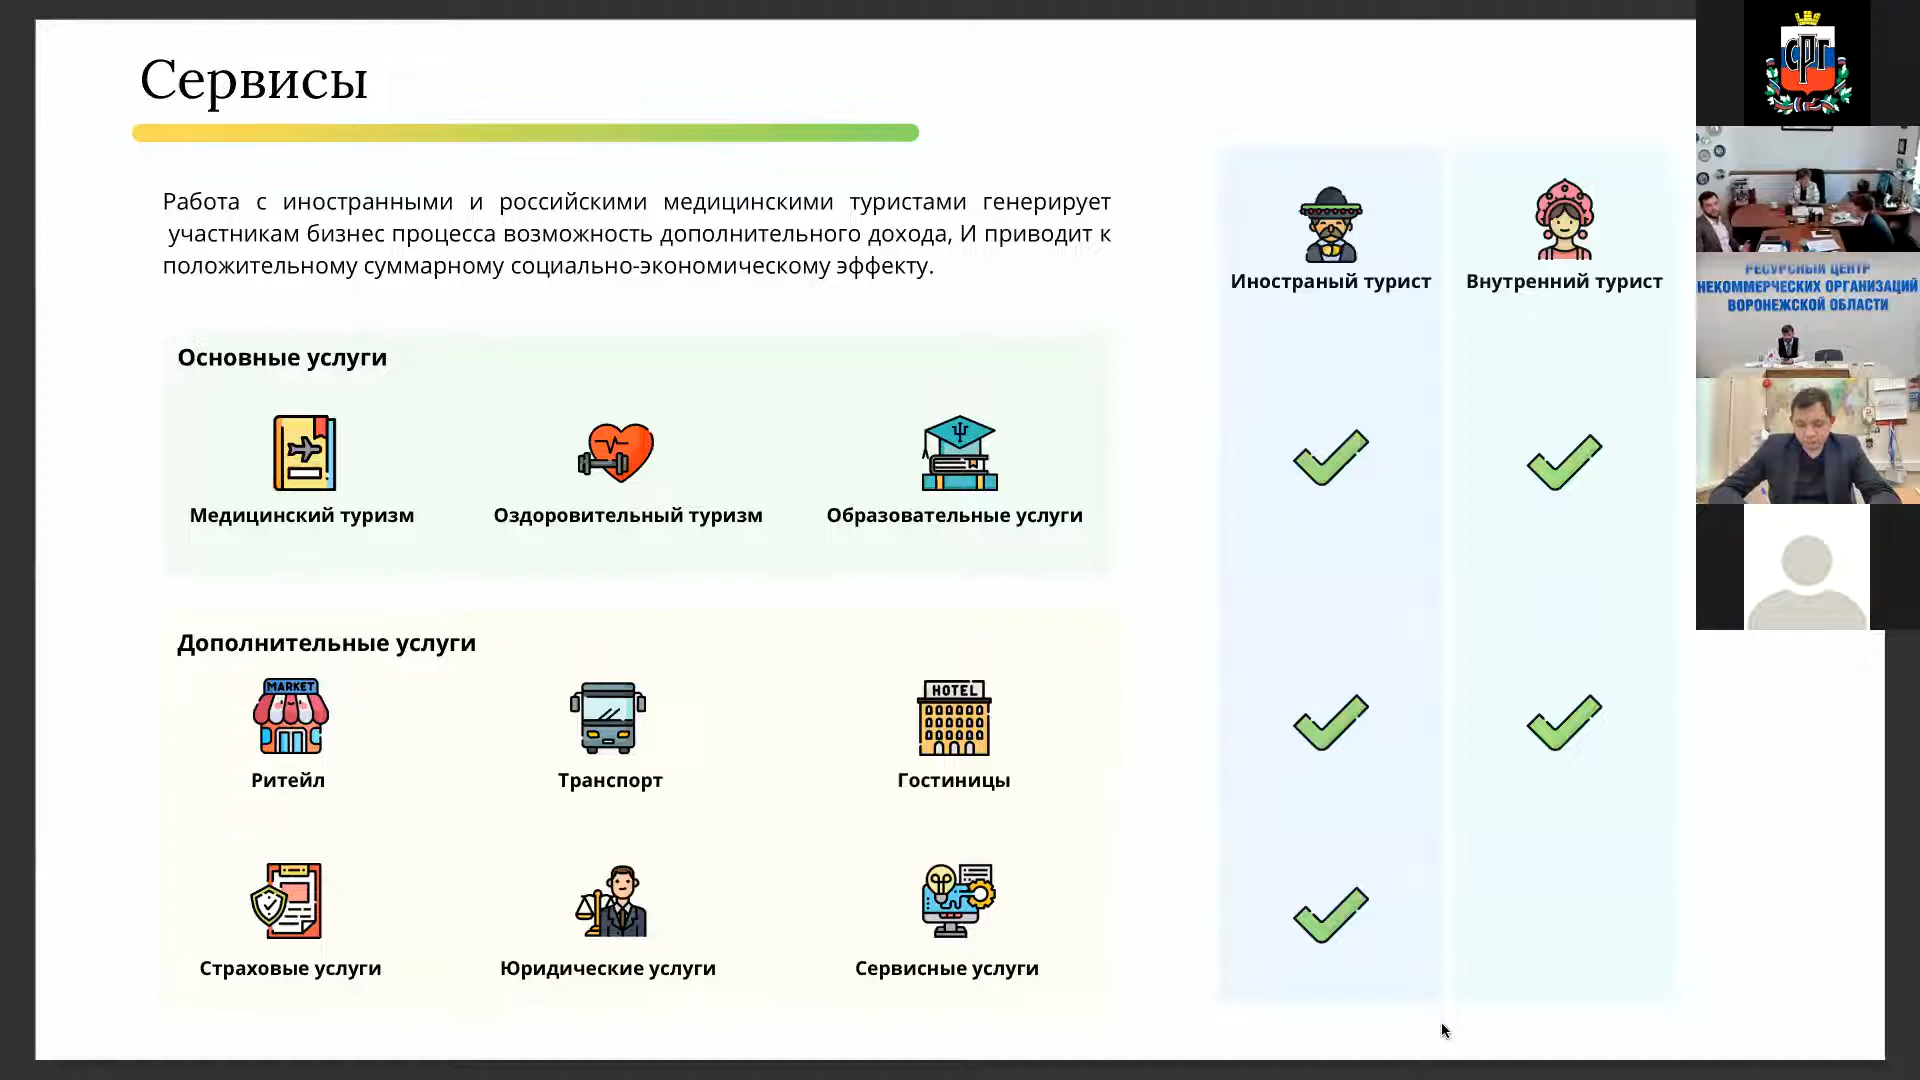 Сервисы
Работа с иностранными и российскими медицинскими туристами генерирует
участникам бизнес процесса возможность дополнительного дохода, И приводит к
положительному суммарному социально-экономическому эффекту.
Иностраный турист
Внутренний турист
Основные услуги
Медицинский туризм
Оздоровительный туризм
Образовательные услуги
Дополнительные услуги
MARKET
HOTEL
Ритейл
Транспорт
Гостиницы
Страховые услуги
Юридические услуги
Сервисные услуги
СРГ
РЕСУРСНЫЙ ЦЕНТР
НЕКОММЕРЧЕСКИХ ОРГАНИЗАЦИЙ
ВОРОНЕЖСКОЙ ОБЛАСТИ